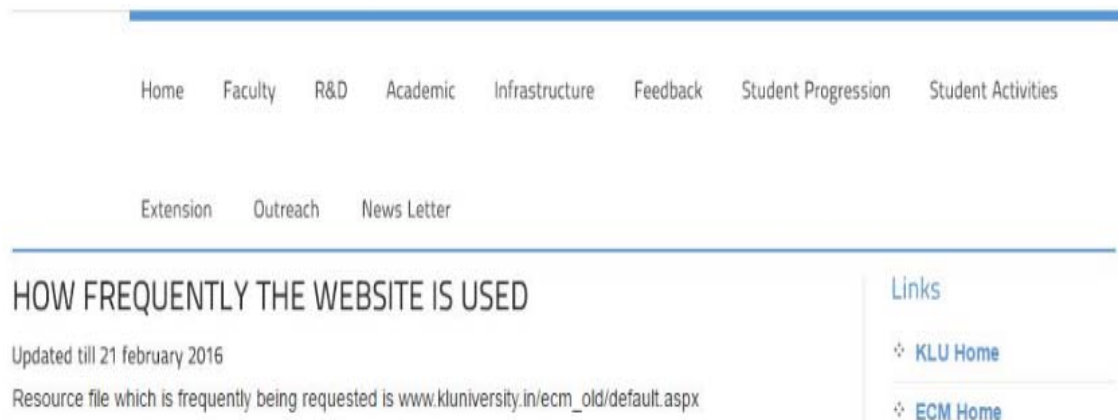 Home Faculty R&D Academic Infrastructure Feedback Student Progression Student Activities
Extension Outreach News Letter
HOW FREQUENTLY THE WEBSITE IS USED
Updated till 21 february 2016
Resource file which is frequently being requested is www.kluniversity.in/ecm_old/default.aspx
Links
KLU Home
ECM Home